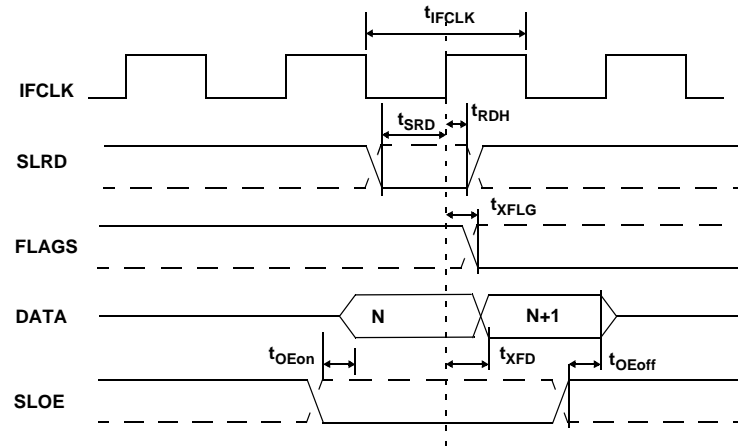 tIFCLK
IFCLK
tSRD
tRDH
SLRD
tXFLG
FLAGS
DATA
N
N+1
tOEon
tXFD
tOEoff
SLOE